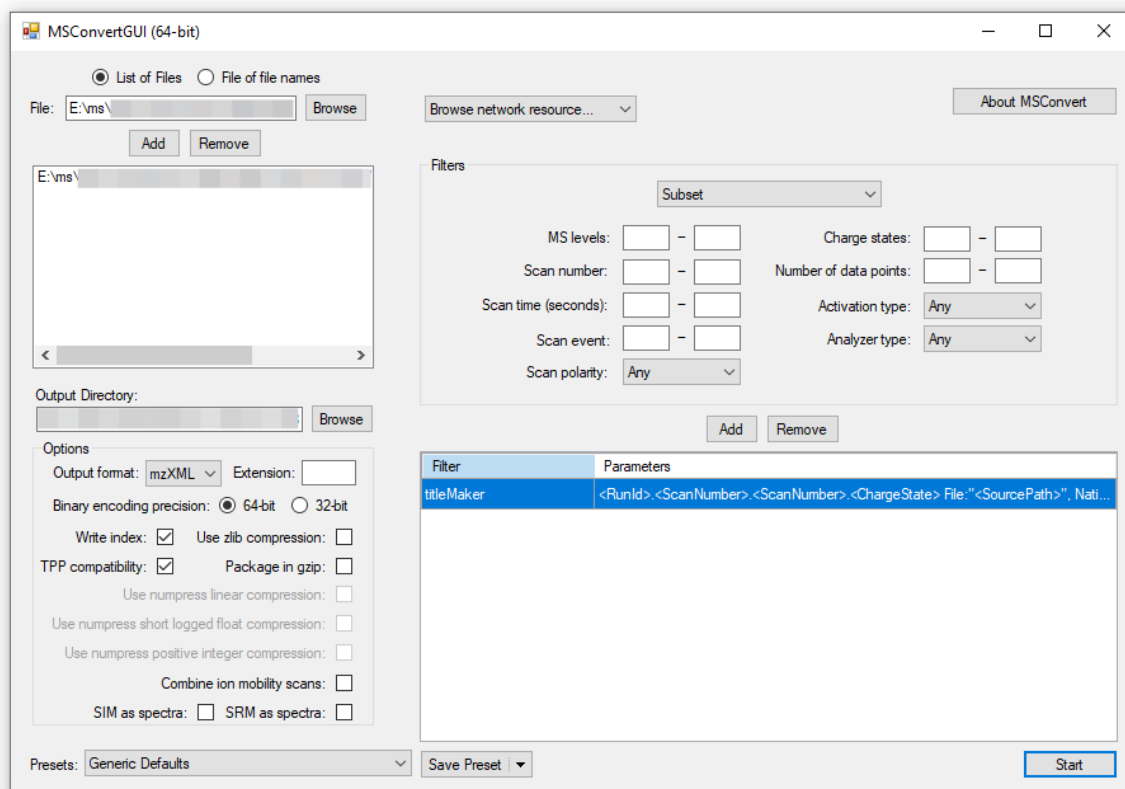 MSConvertGUI (64-bit)
List of Files File of file names
File: E:\ms\ Browse
Add Remove
E:\ms\
Output Directory:
Browse
Options
Output format: mzXML Extension:
Binary encoding precision: 64-bit 32-bit
Write index: Use zlib compression:
TPP compatibility: Package in gzip:
Use numpress linear compression:
Use numpress short logged float compression:
Use numpress positive integer compression:
Combine ion mobility scans:
SIM as spectra: SRM as spectra:
Presets: Generic Defaults Save Preset
Browse network resource... About MSConvert
Filters
Subset
MS levels: – Charge states: –
Scan number: – Number of data points: –
Scan time (seconds): – Activation type: Any
Scan event: – Analyzer type: Any
Scan polarity: Any
Add Remove
Filter Parameters
titleMaker <RunId>.<ScanNumber>.<ScanNumber>.<ChargeState> File:"<SourcePath>", Nati...
Start